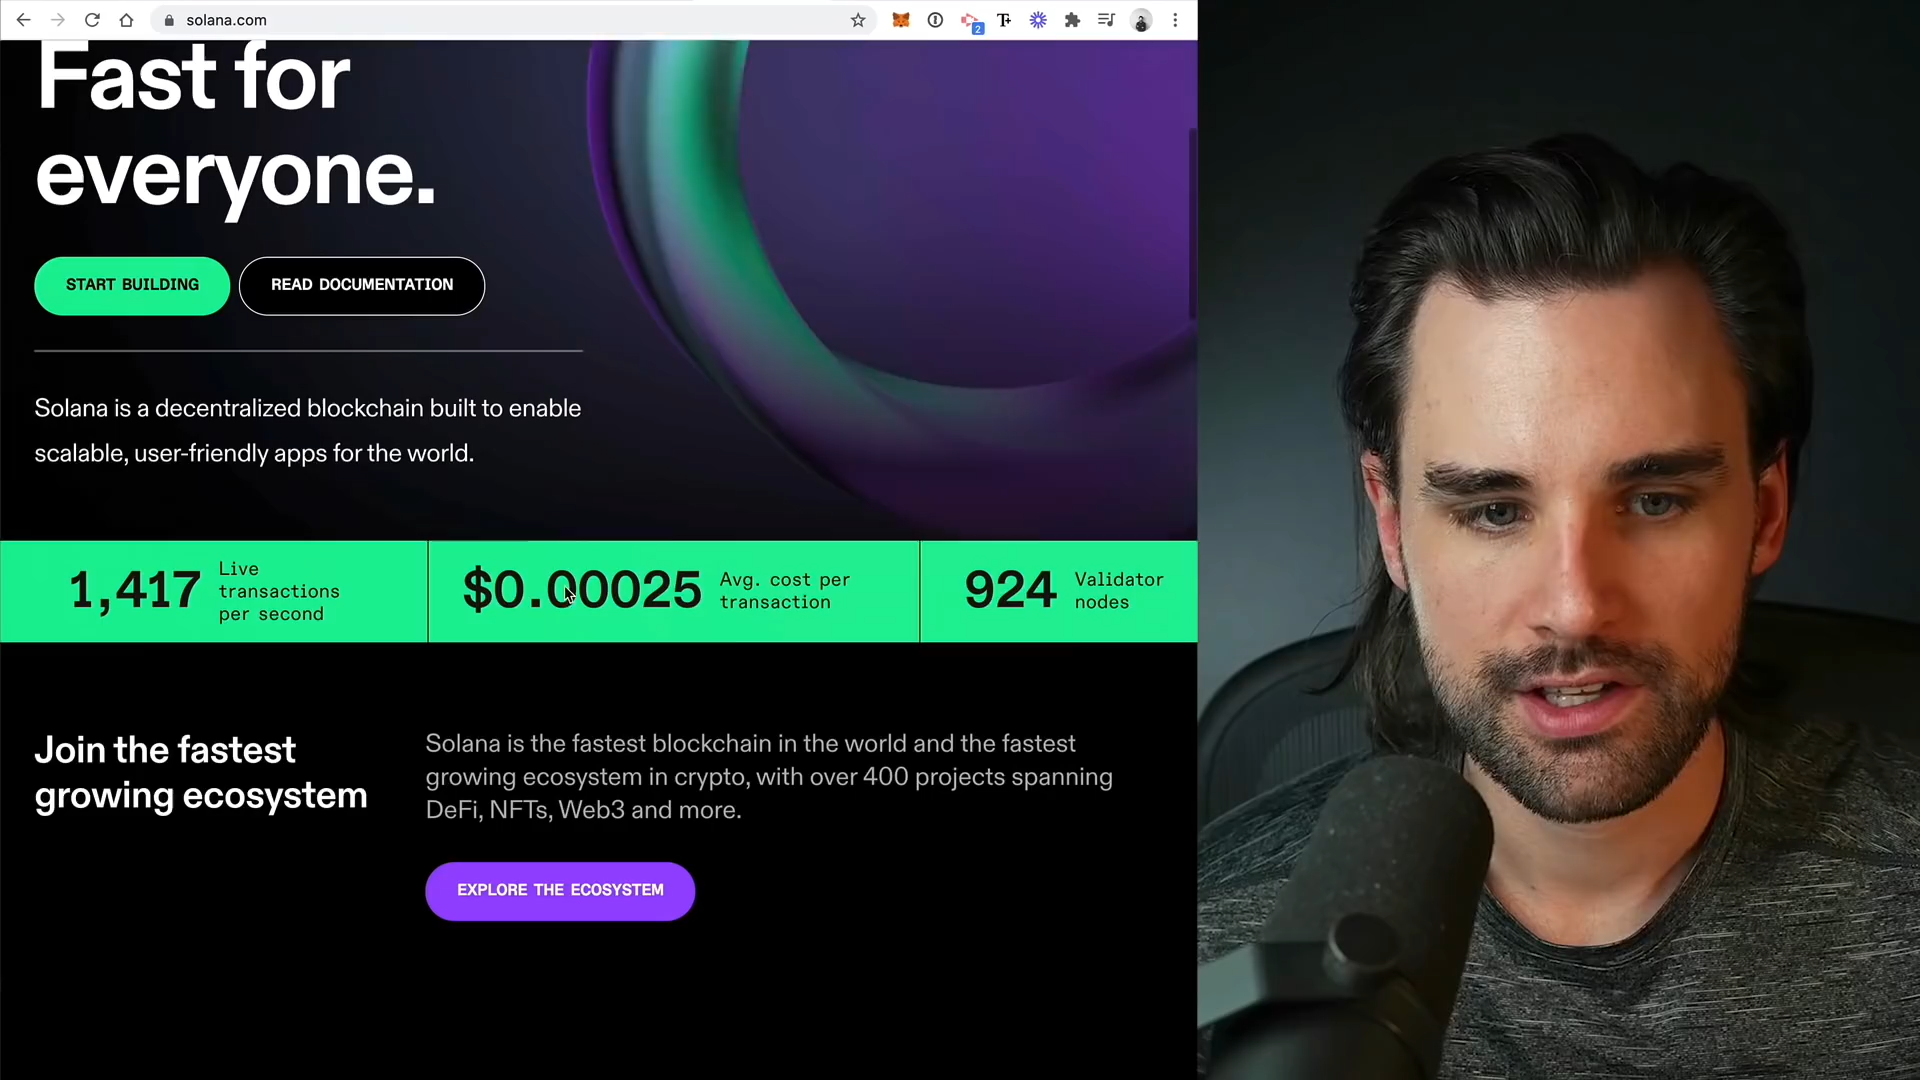 solana.com
2
Fast for
everyone.
START BUILDING
READ DOCUMENTATION
Solana is a decentralized blockchain built to enable
scalable, user-friendly apps for the world.
1,417
Live
transactions
per second
$0.00025
Avg. cost per
transaction
924
Validator
nodes
Join the fastest
growing ecosystem
Solana is the fastest blockchain in the world and the fastest
growing ecosystem in crypto, with over 400 projects spanning
DeFi, NFTs, Web3 and more.
EXPLORE THE ECOSYSTEM